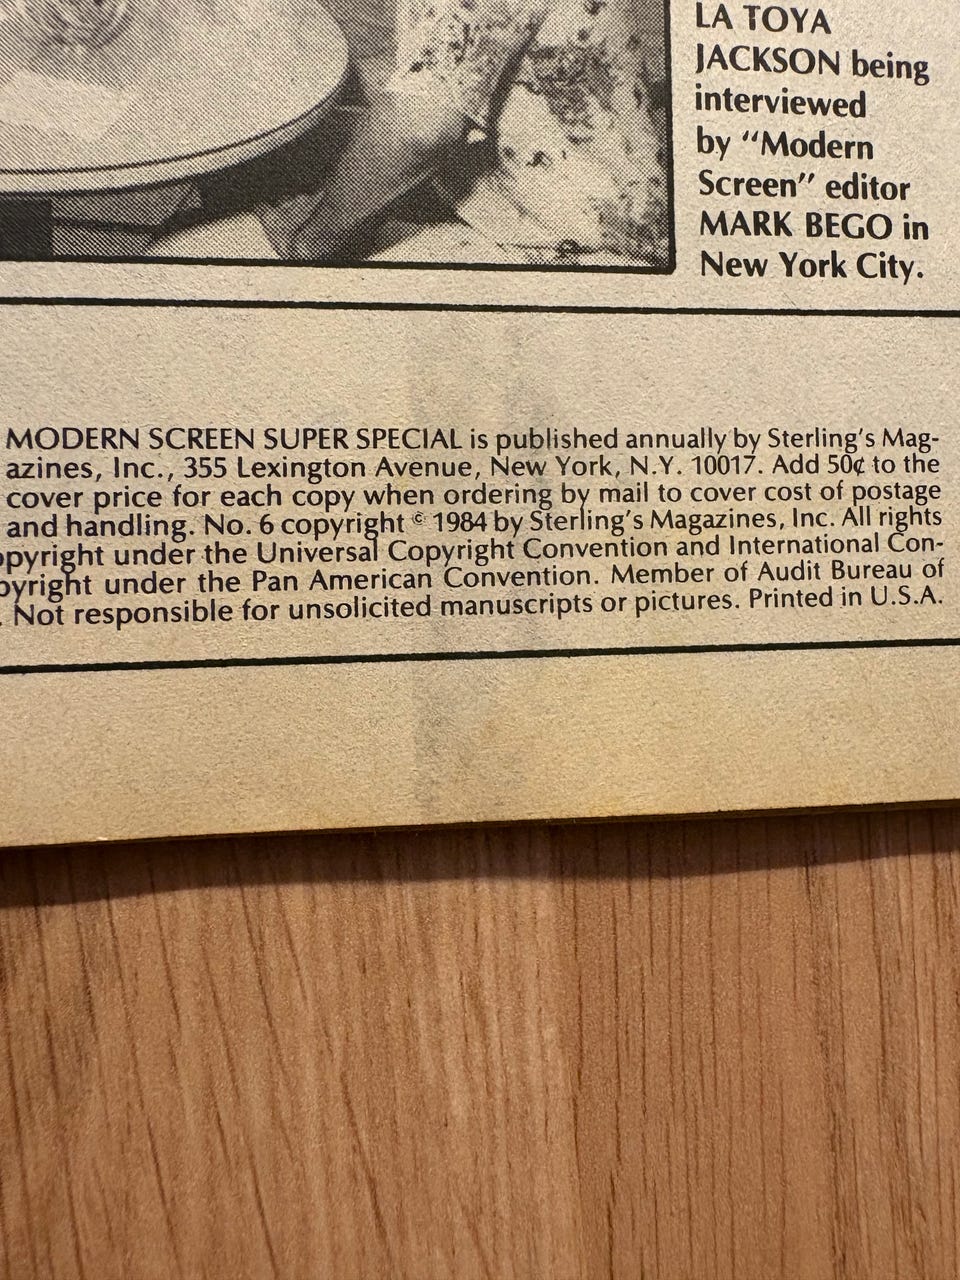 LA TOYA
JACKSON being
interviewed
by “Modern
Screen” editor
MARK BEGO in
New York City.
MODERN SCREEN SUPER SPECIAL is published annually by Sterling's Mag-
azines, Inc., 355 Lexington Avenue, New York, N.Y. 10017. Add 50¢ to the
cover price for each copy when ordering by mail to cover cost of postage
and handling. No. 6 copyright © 1984 by Sterling's Magazines, Inc. All rights
opyright under the Universal Copyright Convention and International Con-
pyright under the Pan American Convention. Member of Audit Bureau of
. Not responsible for unsolicited manuscripts or pictures. Printed in U.S.A.